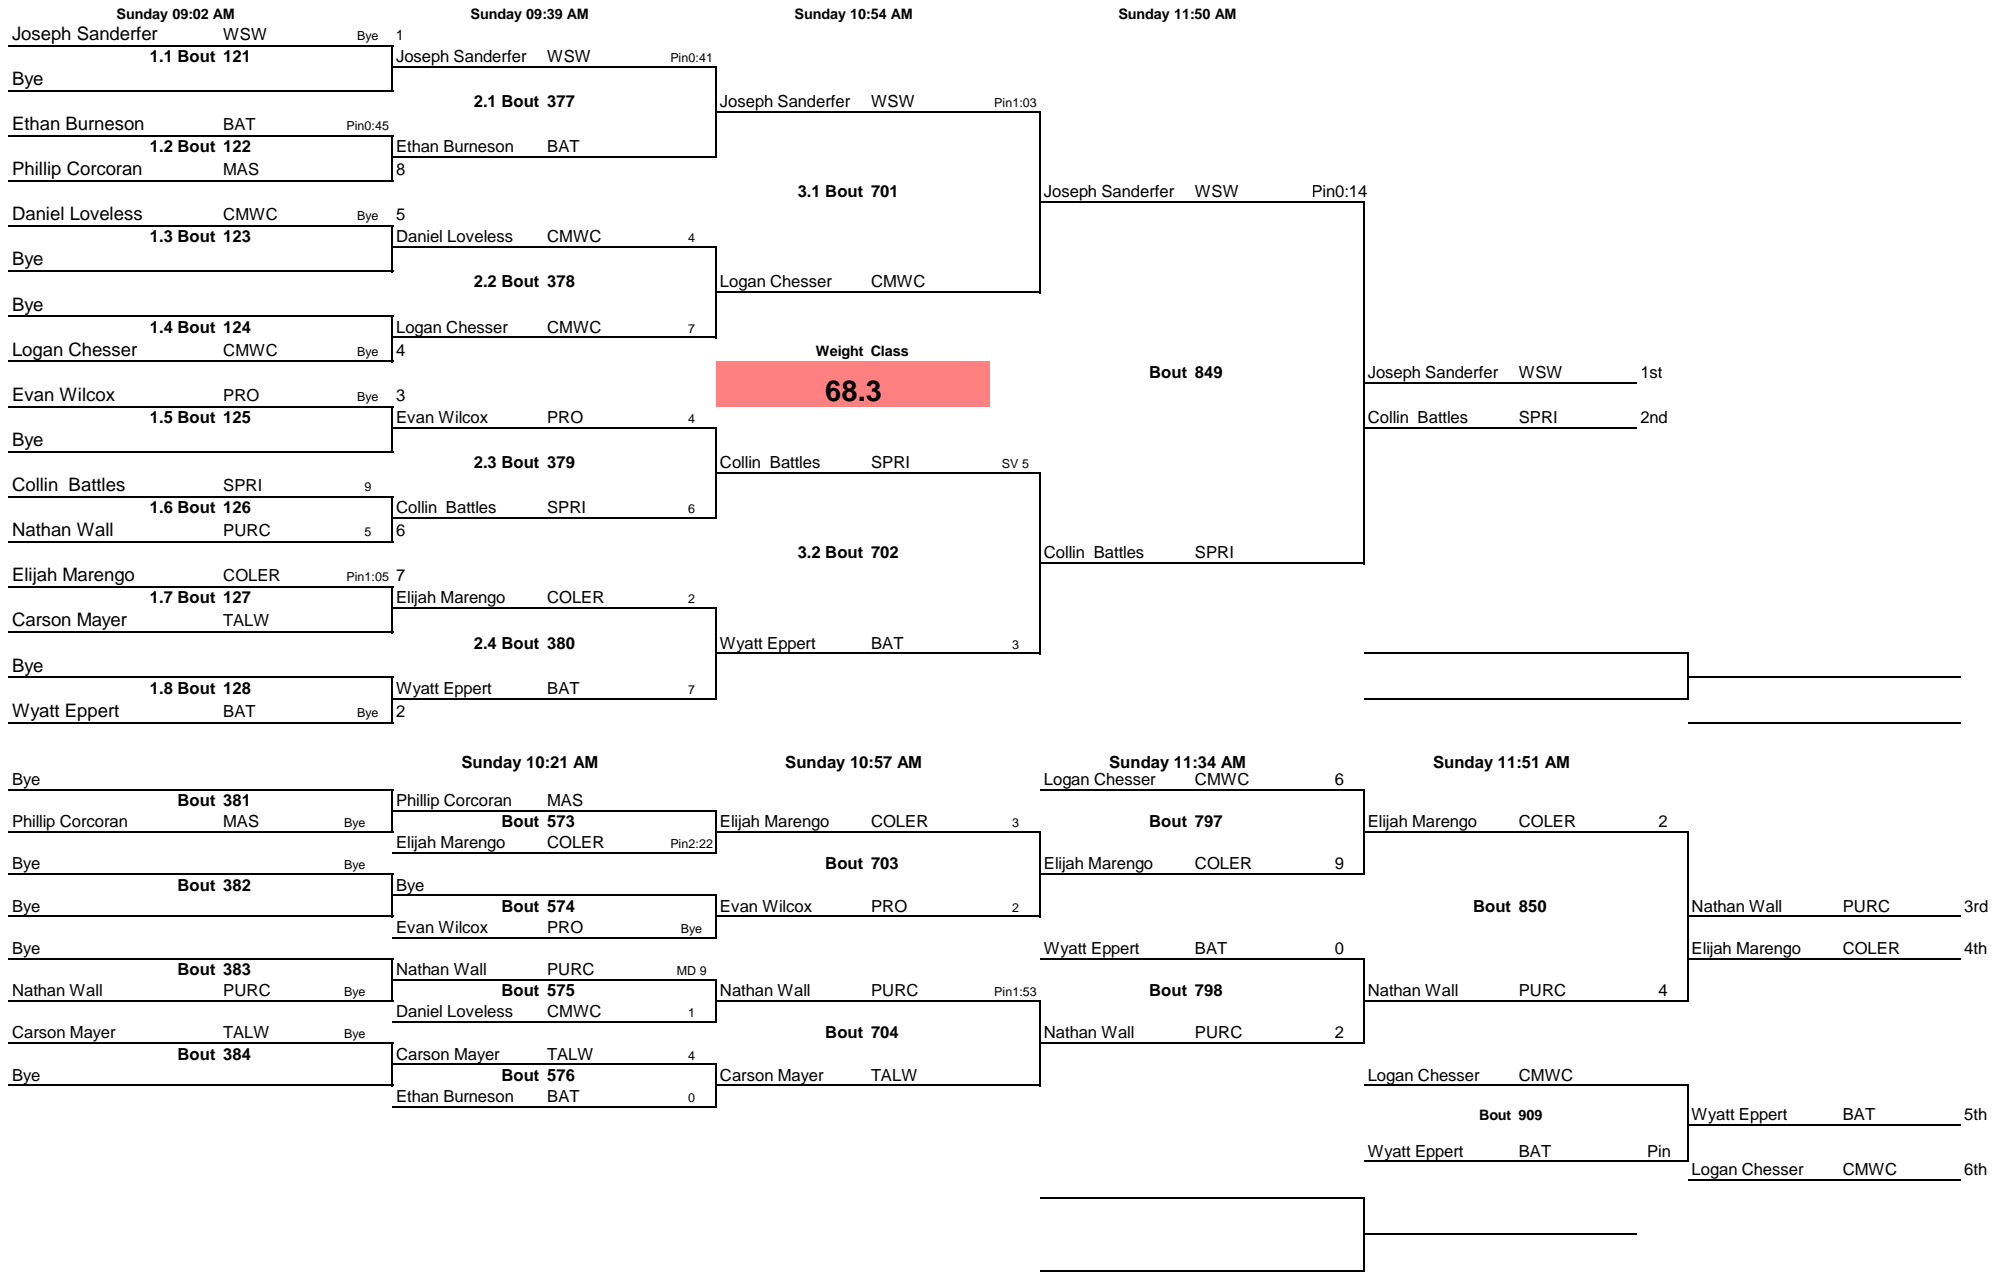 Sunday 09:02 AM Sunday 09:39 AM Sunday 10:54 AM Sunday 11:50 AM
Joseph Sanderfer WSW Bye 1
1.1 Bout 121 Joseph Sanderfer WSW Pin0:41
Bye
2.1 Bout 377 Joseph Sanderfer WSW Pin1:03
Ethan Burneson BAT Pin0:45
1.2 Bout 122 Ethan Burneson BAT
Phillip Corcoran MAS 8
3.1 Bout 701 Joseph Sanderfer WSW Pin0:14
Daniel Loveless CMWC Bye 5
1.3 Bout 123 Daniel Loveless CMWC 4
Bye
2.2 Bout 378 Logan Chesser CMWC
Bye
1.4 Bout 124 Logan Chesser CMWC 7
Logan Chesser CMWC Bye 4 Weight Class
Bout 849 Joseph Sanderfer WSW 1st
Evan Wilcox PRO Bye 3 68.3
1.5 Bout 125 Evan Wilcox PRO 4 Collin Battles SPRI 2nd
Bye
2.3 Bout 379 Collin Battles SPRI SV 5
Collin Battles SPRI 9
1.6 Bout 126 Collin Battles SPRI 6
Nathan Wall PURC 5 6
3.2 Bout 702 Collin Battles SPRI
Elijah Marengo COLER Pin1:05 7
1.7 Bout 127 Elijah Marengo COLER 2
Carson Mayer TALW
2.4 Bout 380 Wyatt Eppert BAT 3
Bye
1.8 Bout 128 Wyatt Eppert BAT 7
Wyatt Eppert BAT Bye 2
Sunday 10:21 AM Sunday 10:57 AM Sunday 11:34 AM Sunday 11:51 AM
Bye Logan Chesser CMWC 6
Bout 381 Phillip Corcoran MAS
Phillip Corcoran MAS Bye Bout 573 Elijah Marengo COLER 3 Bout 797 Elijah Marengo COLER 2
Elijah Marengo COLER Pin2:22
Bye Bye Bout 703 Elijah Marengo COLER 9
Bout 382 Bye
Bye Bout 574 Evan Wilcox PRO 2 Bout 850 Nathan Wall PURC 3rd
Evan Wilcox PRO Bye
Bye Wyatt Eppert BAT 0 Elijah Marengo COLER 4th
Bout 383 Nathan Wall PURC MD 9
Nathan Wall PURC Bye Bout 575 Nathan Wall PURC Pin1:53 Bout 798 Nathan Wall PURC 4
Daniel Loveless CMWC 1
Carson Mayer TALW Bye Bout 704 Nathan Wall PURC 2
Bout 384 Carson Mayer TALW 4
Bye Bout 576 Carson Mayer TALW Logan Chesser CMWC
Ethan Burneson BAT 0
Bout 909 Wyatt Eppert BAT 5th
Wyatt Eppert BAT Pin
Logan Chesser CMWC 6th